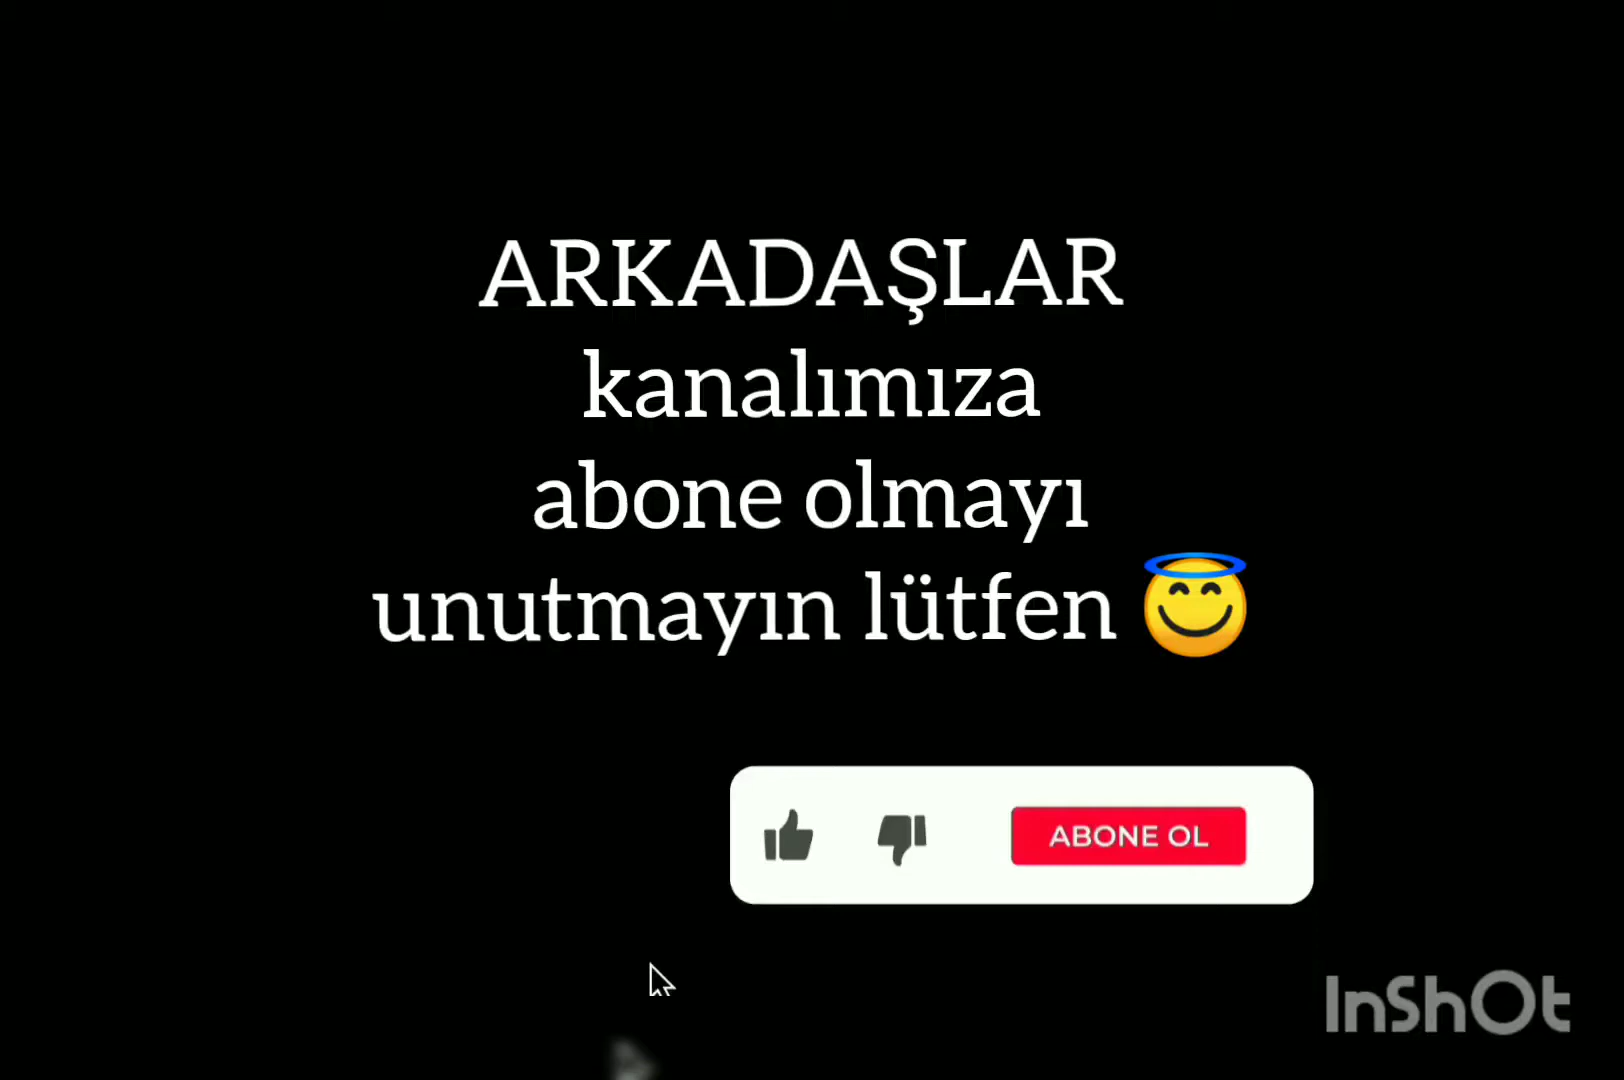 ARKADAŞLAR
kanalımıza
abone olmayı
unutmayın lütfen 😇
ABONE OL
InShOt